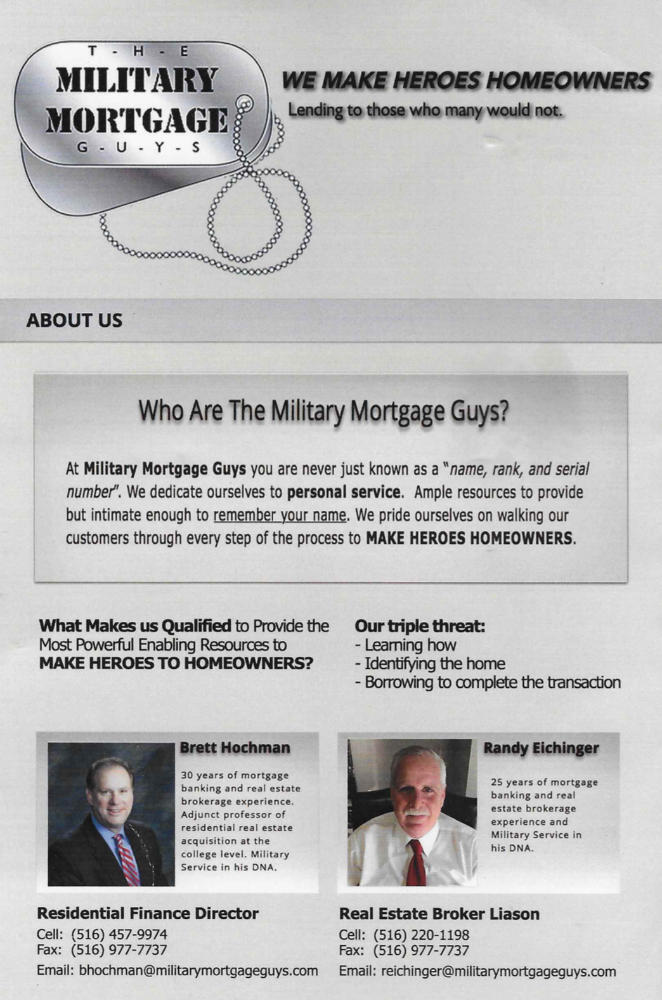 T - H - E
MILITARY
MORTGAGE
G - U - Y - S
WE MAKE HEROES HOMEOWNERS
Lending to those who many would not.
ABOUT US
Who Are The Military Mortgage Guys?
At Military Mortgage Guys you are never just known as a "name, rank, and serial
number". We dedicate ourselves to personal service. Ample resources to provide
but intimate enough to remember your name. We pride ourselves on walking our
customers through every step of the process to MAKE HEROES HOMEOWNERS.
What Makes us Qualified to Provide the
Most Powerful Enabling Resources to
MAKE HEROES TO HOMEOWNERS?
Our triple threat:
- Learning how
- Identifying the home
- Borrowing to complete the transaction
Brett Hochman
30 years of mortgage
banking and real estate
brokerage experience.
Adjunct professor of
residential real estate
acquisition at the
college level. Military
Service in his DNA.
Residential Finance Director
Cell: (516) 457-9974
Fax: (516) 977-7737
Email: bhochman@militarymortgageguys.com
Randy Eichinger
25 years of mortgage
banking and real
estate brokerage
experience and
Military Service in
his DNA.
Real Estate Broker Liason
Cell: (516) 220-1198
Fax: (516) 977-7737
Email: reichinger@militarymortgageguys.com